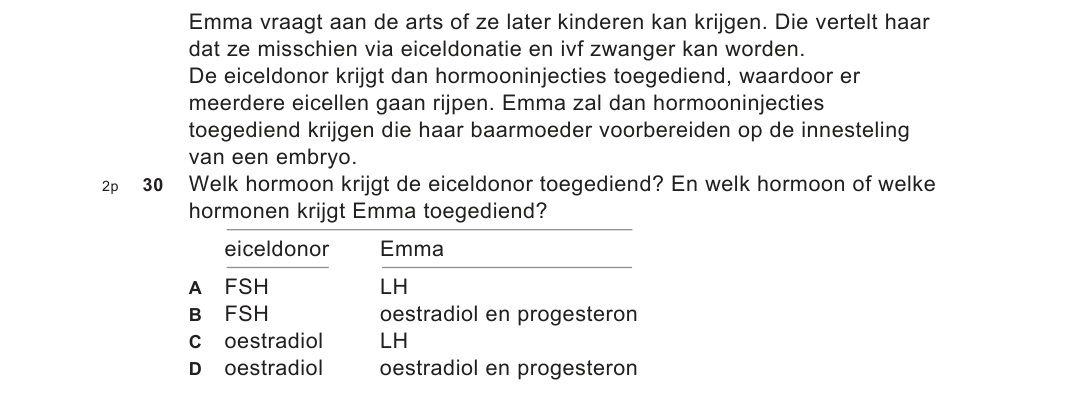 Emma vraagt aan de arts of ze later kinderen kan krijgen. Die vertelt haar
dat ze misschien via eiceldonatie en ivf zwanger kan worden.
De eiceldonor krijgt dan hormooninjecties toegediend, waardoor er
meerdere eicellen gaan rijpen. Emma zal dan hormooninjecties
toegediend krijgen die haar baarmoeder voorbereiden op de innesteling
van een embryo.
2p 30 Welk hormoon krijgt de eiceldonor toegediend? En welk hormoon of welke
hormonen krijgt Emma toegediend?
eiceldonor Emma
A FSH LH
B FSH oestradiol en progesteron
C oestradiol LH
D oestradiol oestradiol en progesteron